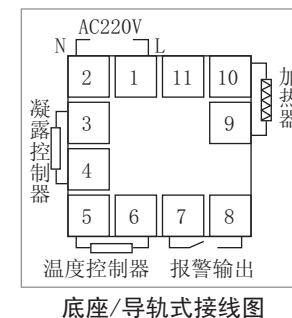 AC220V
N L
2 1 11 10
3 9
4
5 6 7 8
凝露控制器
加热器
温度控制器 报警输出
底座/导轨式接线图